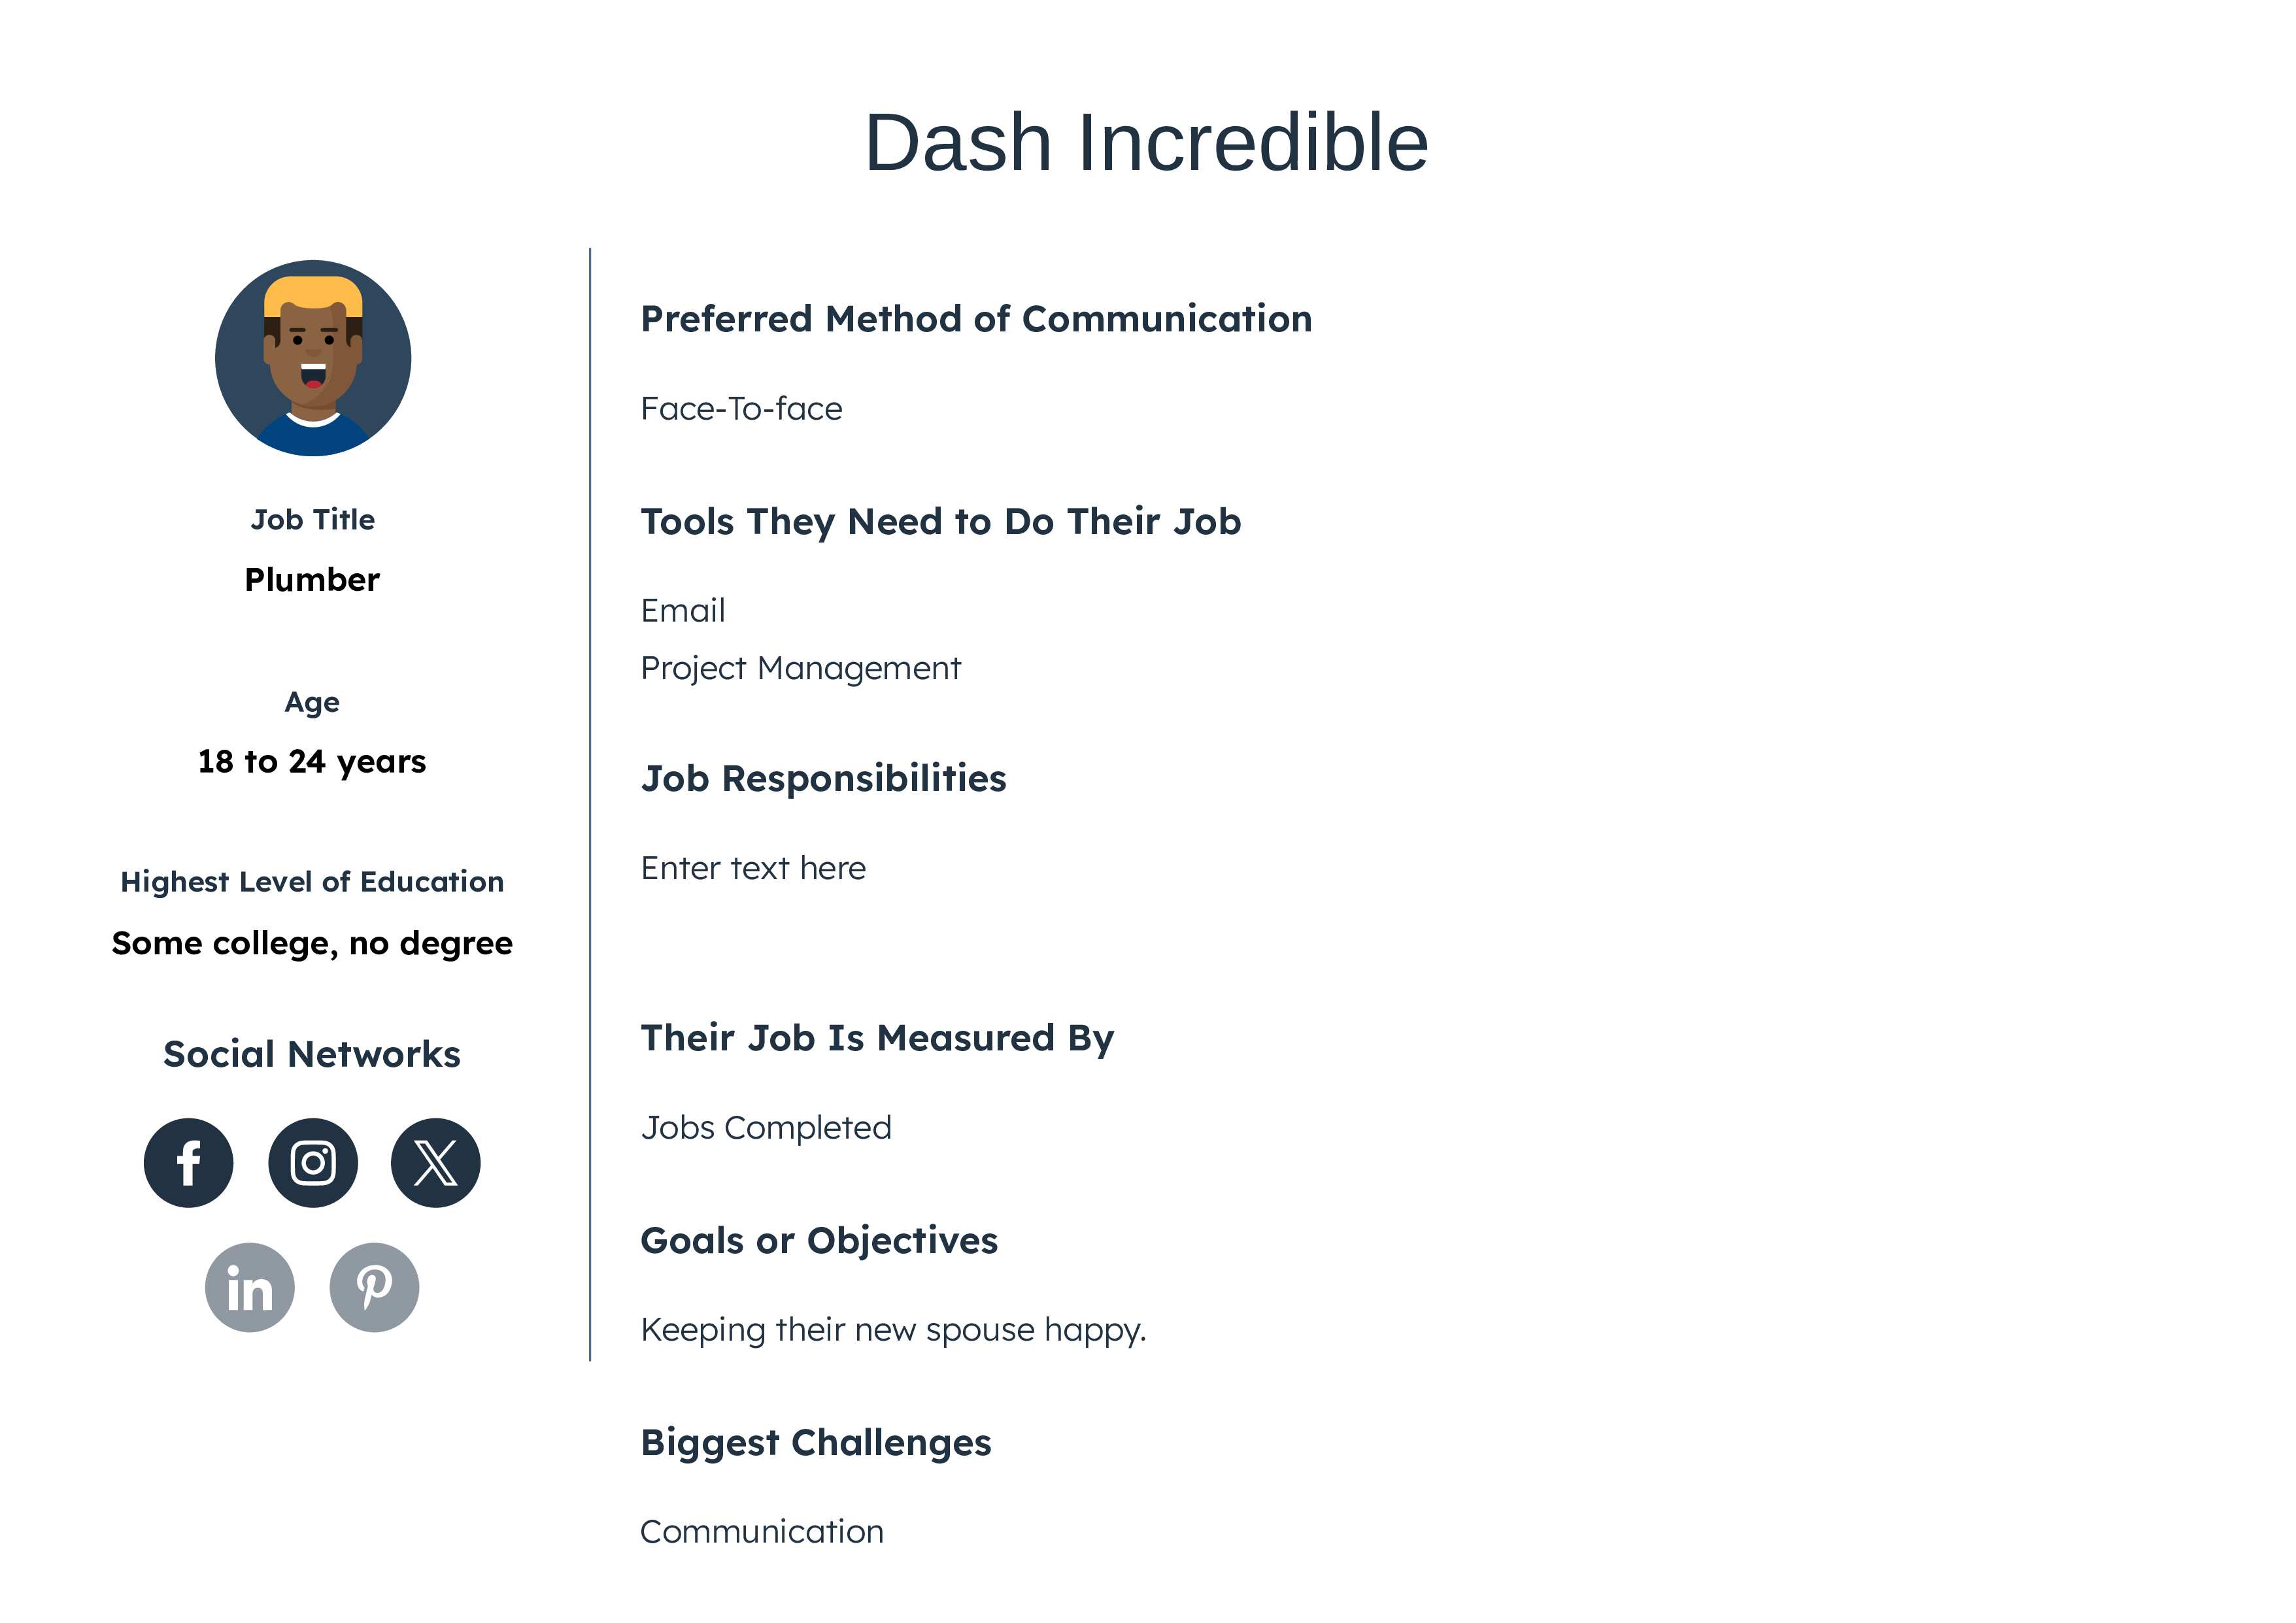 Dash Incredible
Job Title
Plumber
Age
18 to 24 years
Highest Level of Education
Some college, no degree
Social Networks
f
X
in
P
Preferred Method of Communication
Face-To-face
Tools They Need to Do Their Job
Email
Project Management
Job Responsibilities
Enter text here
Their Job Is Measured By
Jobs Completed
Goals or Objectives
Keeping their new spouse happy.
Biggest Challenges
Communication